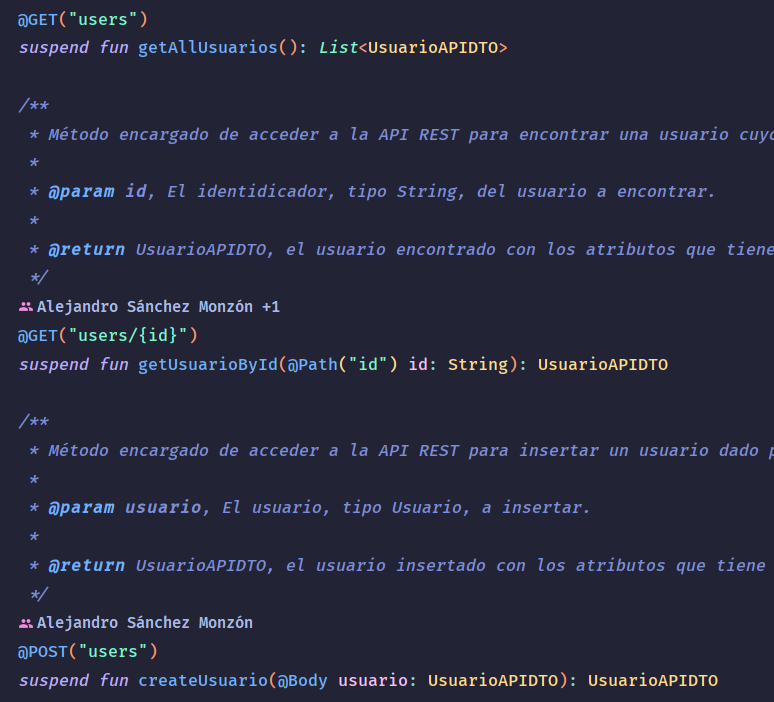 @GET("users")
suspend fun getAllUsuarios(): List<UsuarioAPIDTO>
/**
* Método encargado de acceder a la API REST para encontrar una usuario
*
* @param id, El identidicador, tipo String, del usuario a encontrar.
*
* @return UsuarioAPIDTO, el usuario encontrado con los atributos que tiene
*/
Alejandro Sánchez Monzón +1
@GET("users/{id}")
suspend fun getUsuarioById(@Path("id") id: String): UsuarioAPIDTO
/**
* Método encargado de acceder a la API REST para insertar un usuario dado
*
* @param usuario, El usuario, tipo Usuario, a insertar.
*
* @return UsuarioAPIDTO, el usuario insertado con los atributos que tiene
*/
Alejandro Sánchez Monzón
@POST("users")
suspend fun createUsuario(@Body usuario: UsuarioAPIDTO): UsuarioAPIDTO